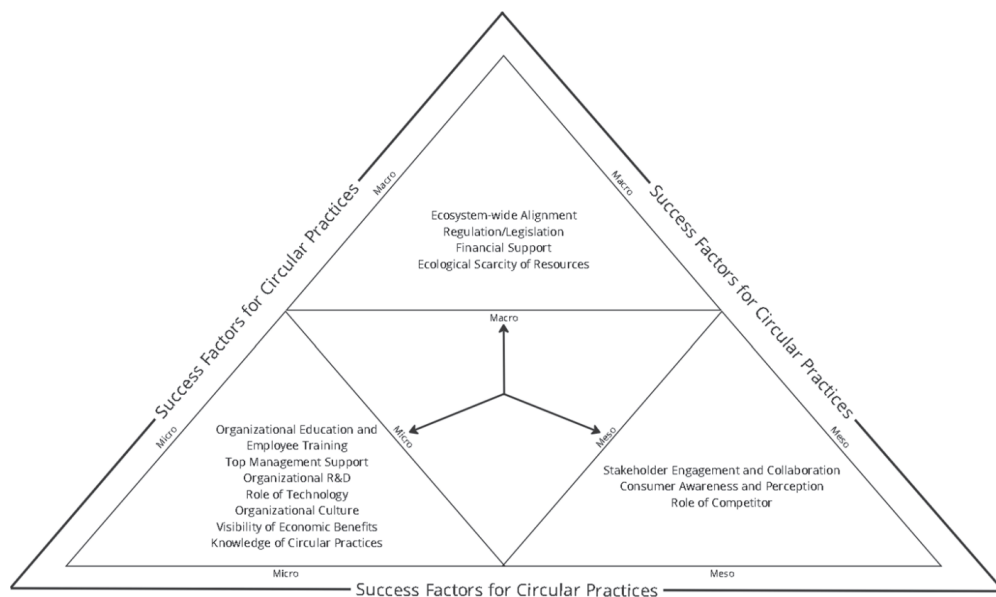 Macro
Macro
Success Factors for Circular Practices
Success Factors for Circular Practices
Ecosystem-wide Alignment
Regulation/Legislation
Financial Support
Ecological Scarcity of Resources
Macro
Micro
Micro
Meso
Meso
Organizational Education and
Employee Training
Top Management Support
Organizational R&D
Role of Technology
Organizational Culture
Visibility of Economic Benefits
Knowledge of Circular Practices
Stakeholder Engagement and Collaboration
Consumer Awareness and Perception
Role of Competitor
Micro
Meso
Success Factors for Circular Practices